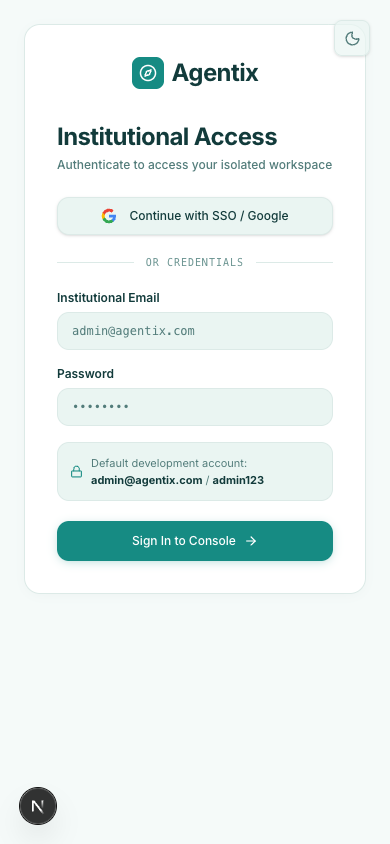 Agentix
Institutional Access
Authenticate to access your isolated workspace
Continue with SSO / Google
OR CREDENTIALS
Institutional Email
admin@agentix.com
Password
••••••••
Default development account:
admin@agentix.com / admin123
Sign In to Console
N